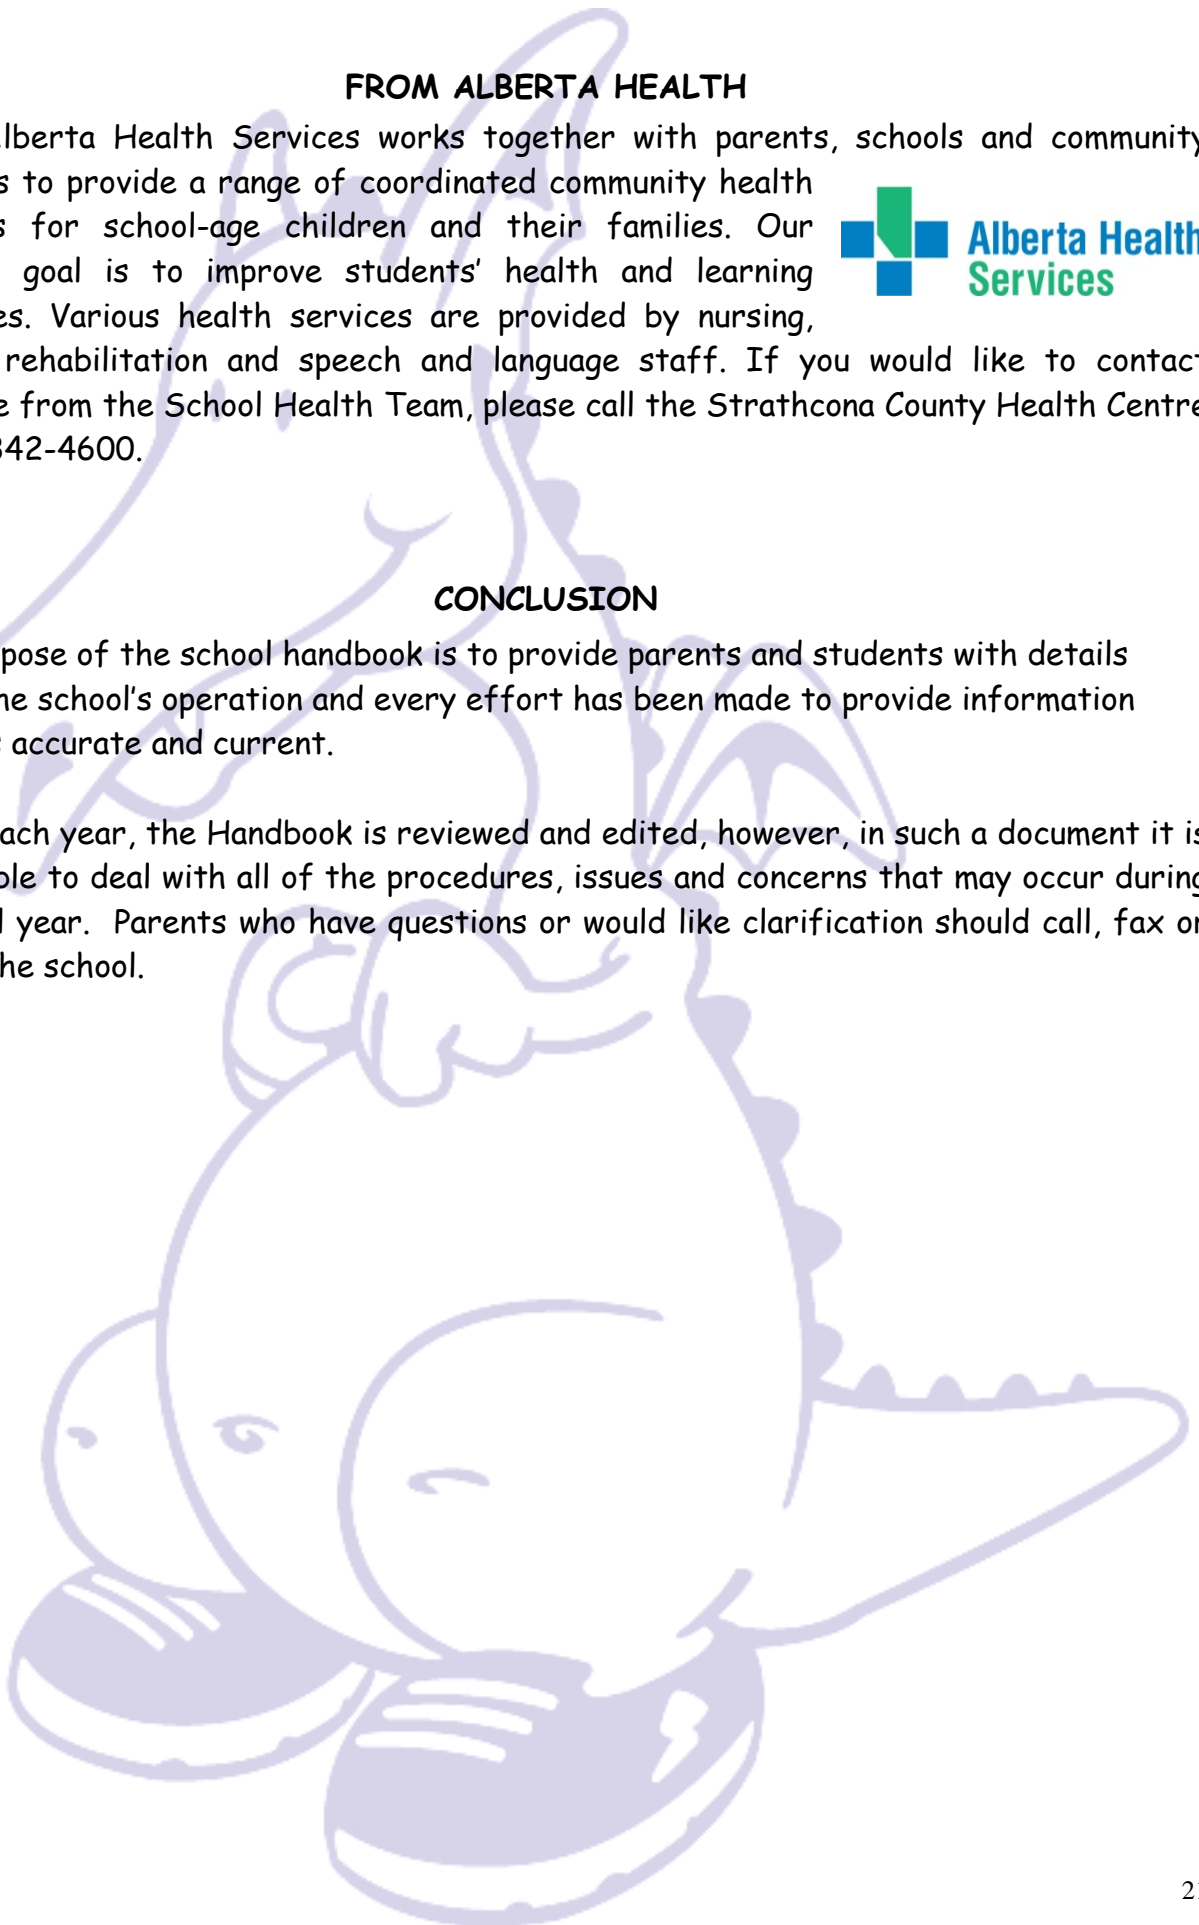 FROM ALBERTA HEALTH
lberta Health Services works together with parents, schools and community
s to provide a range of coordinated community health
s for school-age children and their families. Our
goal is to improve students' health and learning
es. Various health services are provided by nursing,
rehabilitation and speech and language staff. If you would like to contact
e from the School Health Team, please call the Strathcona County Health Centre
342-4600.
Alberta Health
Services
CONCLUSION
pose of the school handbook is to provide parents and students with details
he school's operation and every effort has been made to provide information
accurate and current.
ach year, the Handbook is reviewed and edited, however, in such a document it is
ble to deal with all of the procedures, issues and concerns that may occur during
l year. Parents who have questions or would like clarification should call, fax or
he school.
21